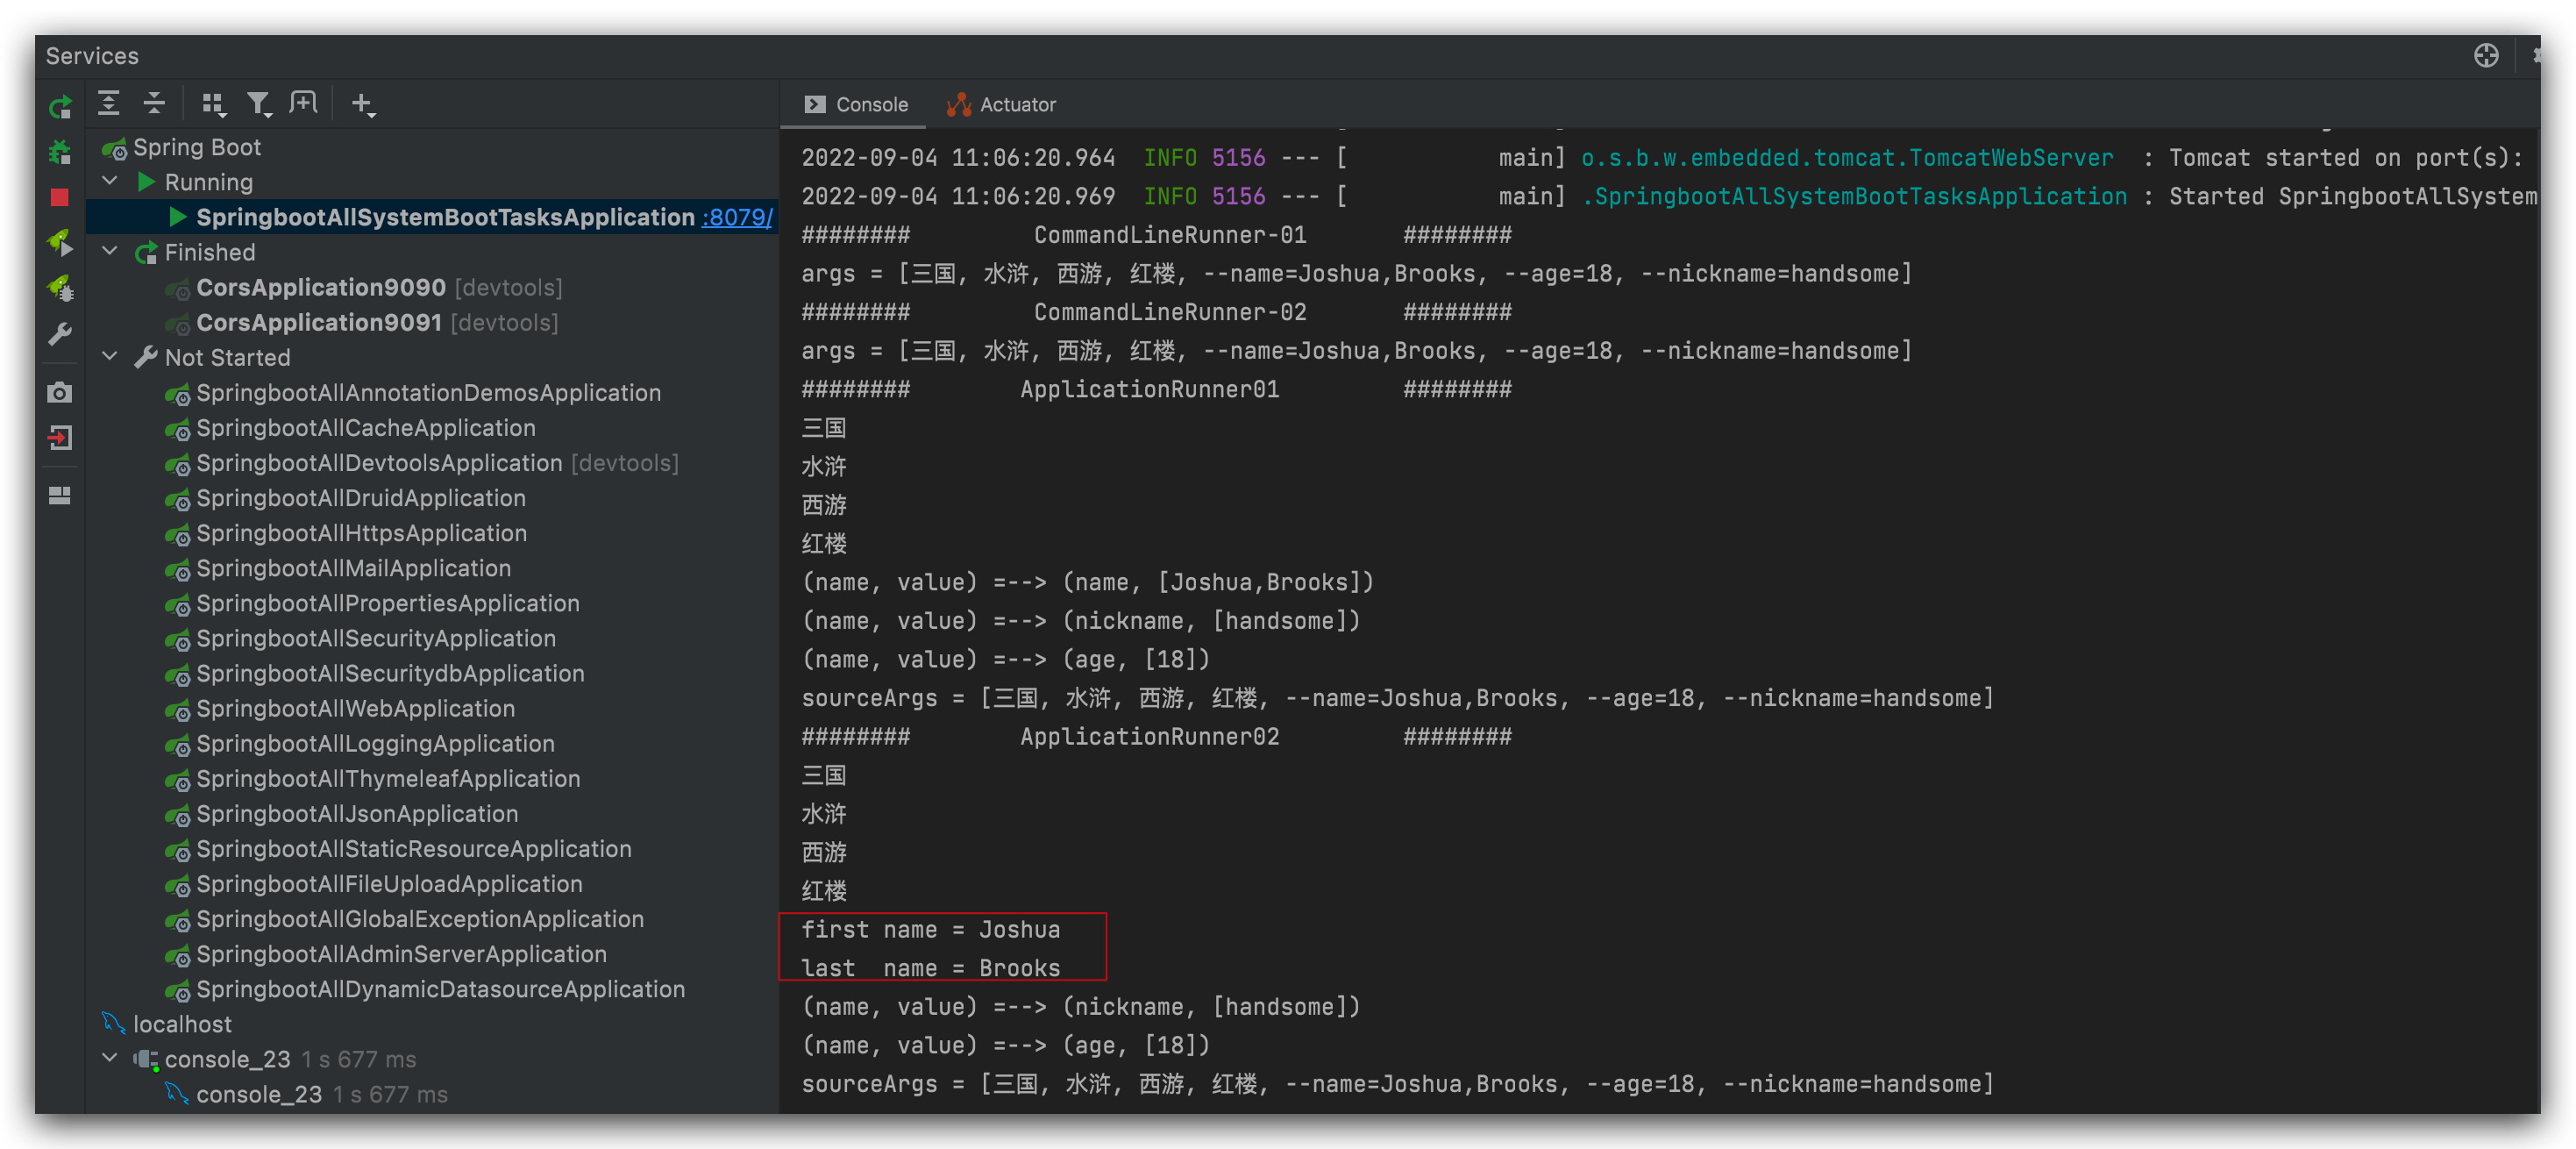 Services
Spring Boot
Running
SpringbootAllSystemBootTasksApplication :8079/
Finished
CorsApplication9090 [devtools]
CorsApplication9091 [devtools]
Not Started
SpringbootAllAnnotationDemosApplication
SpringbootAllCacheApplication
SpringbootAllDevtoolsApplication [devtools]
SpringbootAllDruidApplication
SpringbootAllHttpsApplication
SpringbootAllMailApplication
SpringbootAllPropertiesApplication
SpringbootAllSecurityApplication
SpringbootAllSecuritydbApplication
SpringbootAllWebApplication
SpringbootAllLoggingApplication
SpringbootAllThymeleafApplication
SpringbootAllJsonApplication
SpringbootAllStaticResourceApplication
SpringbootAllFileUploadApplication
SpringbootAllGlobalExceptionApplication
SpringbootAllAdminServerApplication
SpringbootAllDynamicDatasourceApplication
localhost
console_23 1 s 677 ms
console_23 1 s 677 ms
Console Actuator
2022-09-04 11:06:20.964  INFO 5156 --- [           main] o.s.b.w.embedded.tomcat.TomcatWebServer  : Tomcat started on port(s):
2022-09-04 11:06:20.969  INFO 5156 --- [           main] .SpringbootAllSystemBootTasksApplication : Started SpringbootAllSystem
########         CommandLineRunner-01       ########
args = [三国, 水浒, 西游, 红楼, --name=Joshua,Brooks, --age=18, --nickname=handsome]
########         CommandLineRunner-02       ########
args = [三国, 水浒, 西游, 红楼, --name=Joshua,Brooks, --age=18, --nickname=handsome]
########        ApplicationRunner01         ########
三国
水浒
西游
红楼
(name, value) =--> (name, [Joshua,Brooks])
(name, value) =--> (nickname, [handsome])
(name, value) =--> (age, [18])
sourceArgs = [三国, 水浒, 西游, 红楼, --name=Joshua,Brooks, --age=18, --nickname=handsome]
########        ApplicationRunner02         ########
三国
水浒
西游
红楼
first name = Joshua
last  name = Brooks
(name, value) =--> (nickname, [handsome])
(name, value) =--> (age, [18])
sourceArgs = [三国, 水浒, 西游, 红楼, --name=Joshua,Brooks, --age=18, --nickname=handsome]